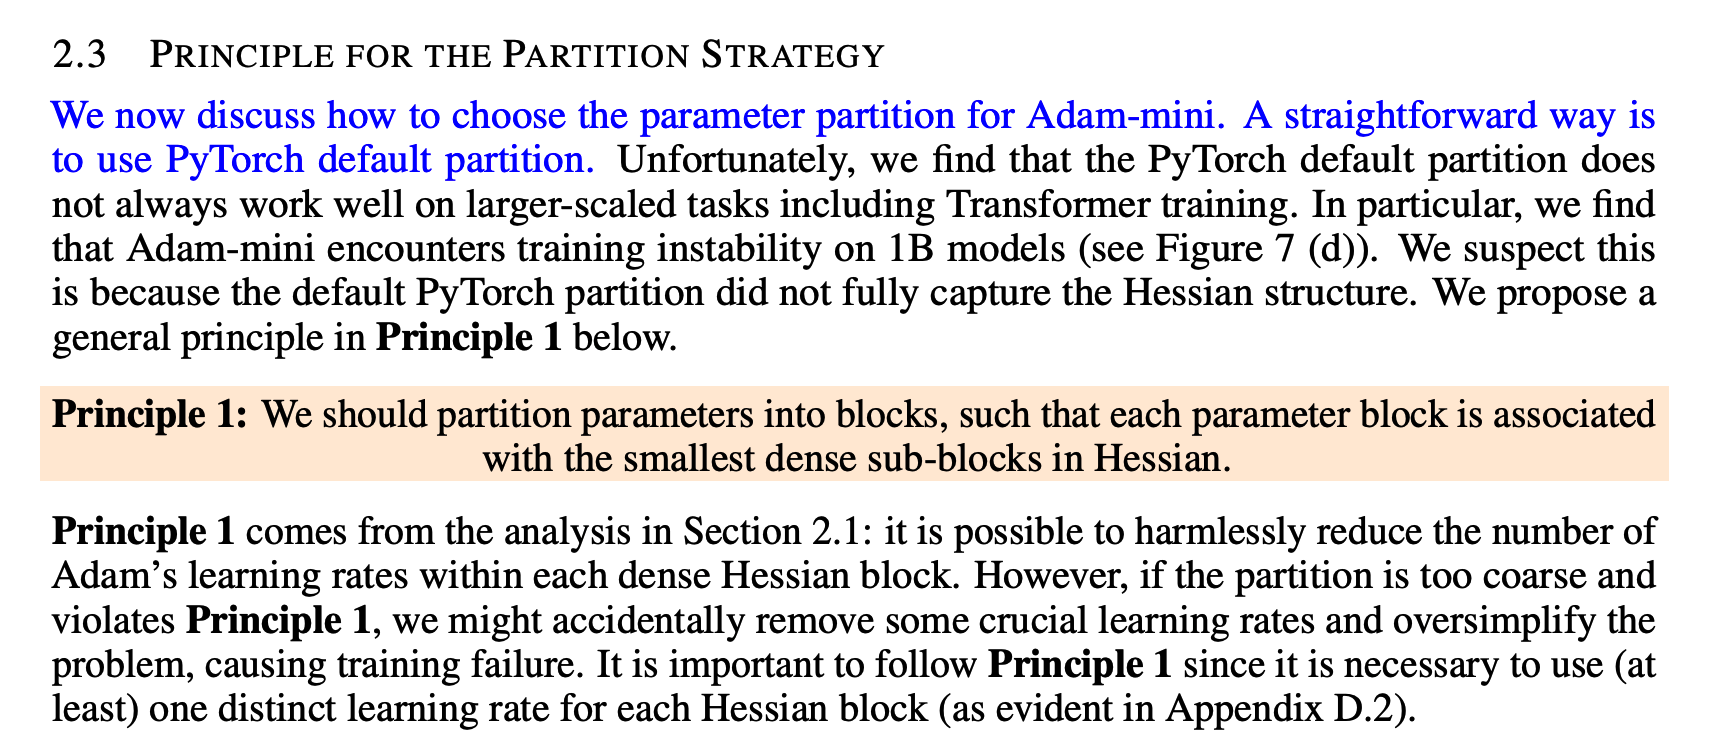 2.3 PRINCIPLE FOR THE PARTITION STRATEGY
We now discuss how to choose the parameter partition for Adam-mini. A straightforward way is
to use PyTorch default partition. Unfortunately, we find that the PyTorch default partition does
not always work well on larger-scaled tasks including Transformer training. In particular, we find
that Adam-mini encounters training instability on 1B models (see Figure 7 (d)). We suspect this
is because the default PyTorch partition did not fully capture the Hessian structure. We propose a
general principle in Principle 1 below.
Principle 1: We should partition parameters into blocks, such that each parameter block is associated
with the smallest dense sub-blocks in Hessian.
Principle 1 comes from the analysis in Section 2.1: it is possible to harmlessly reduce the number of
Adam’s learning rates within each dense Hessian block. However, if the partition is too coarse and
violates Principle 1, we might accidentally remove some crucial learning rates and oversimplify the
problem, causing training failure. It is important to follow Principle 1 since it is necessary to use (at
least) one distinct learning rate for each Hessian block (as evident in Appendix D.2).